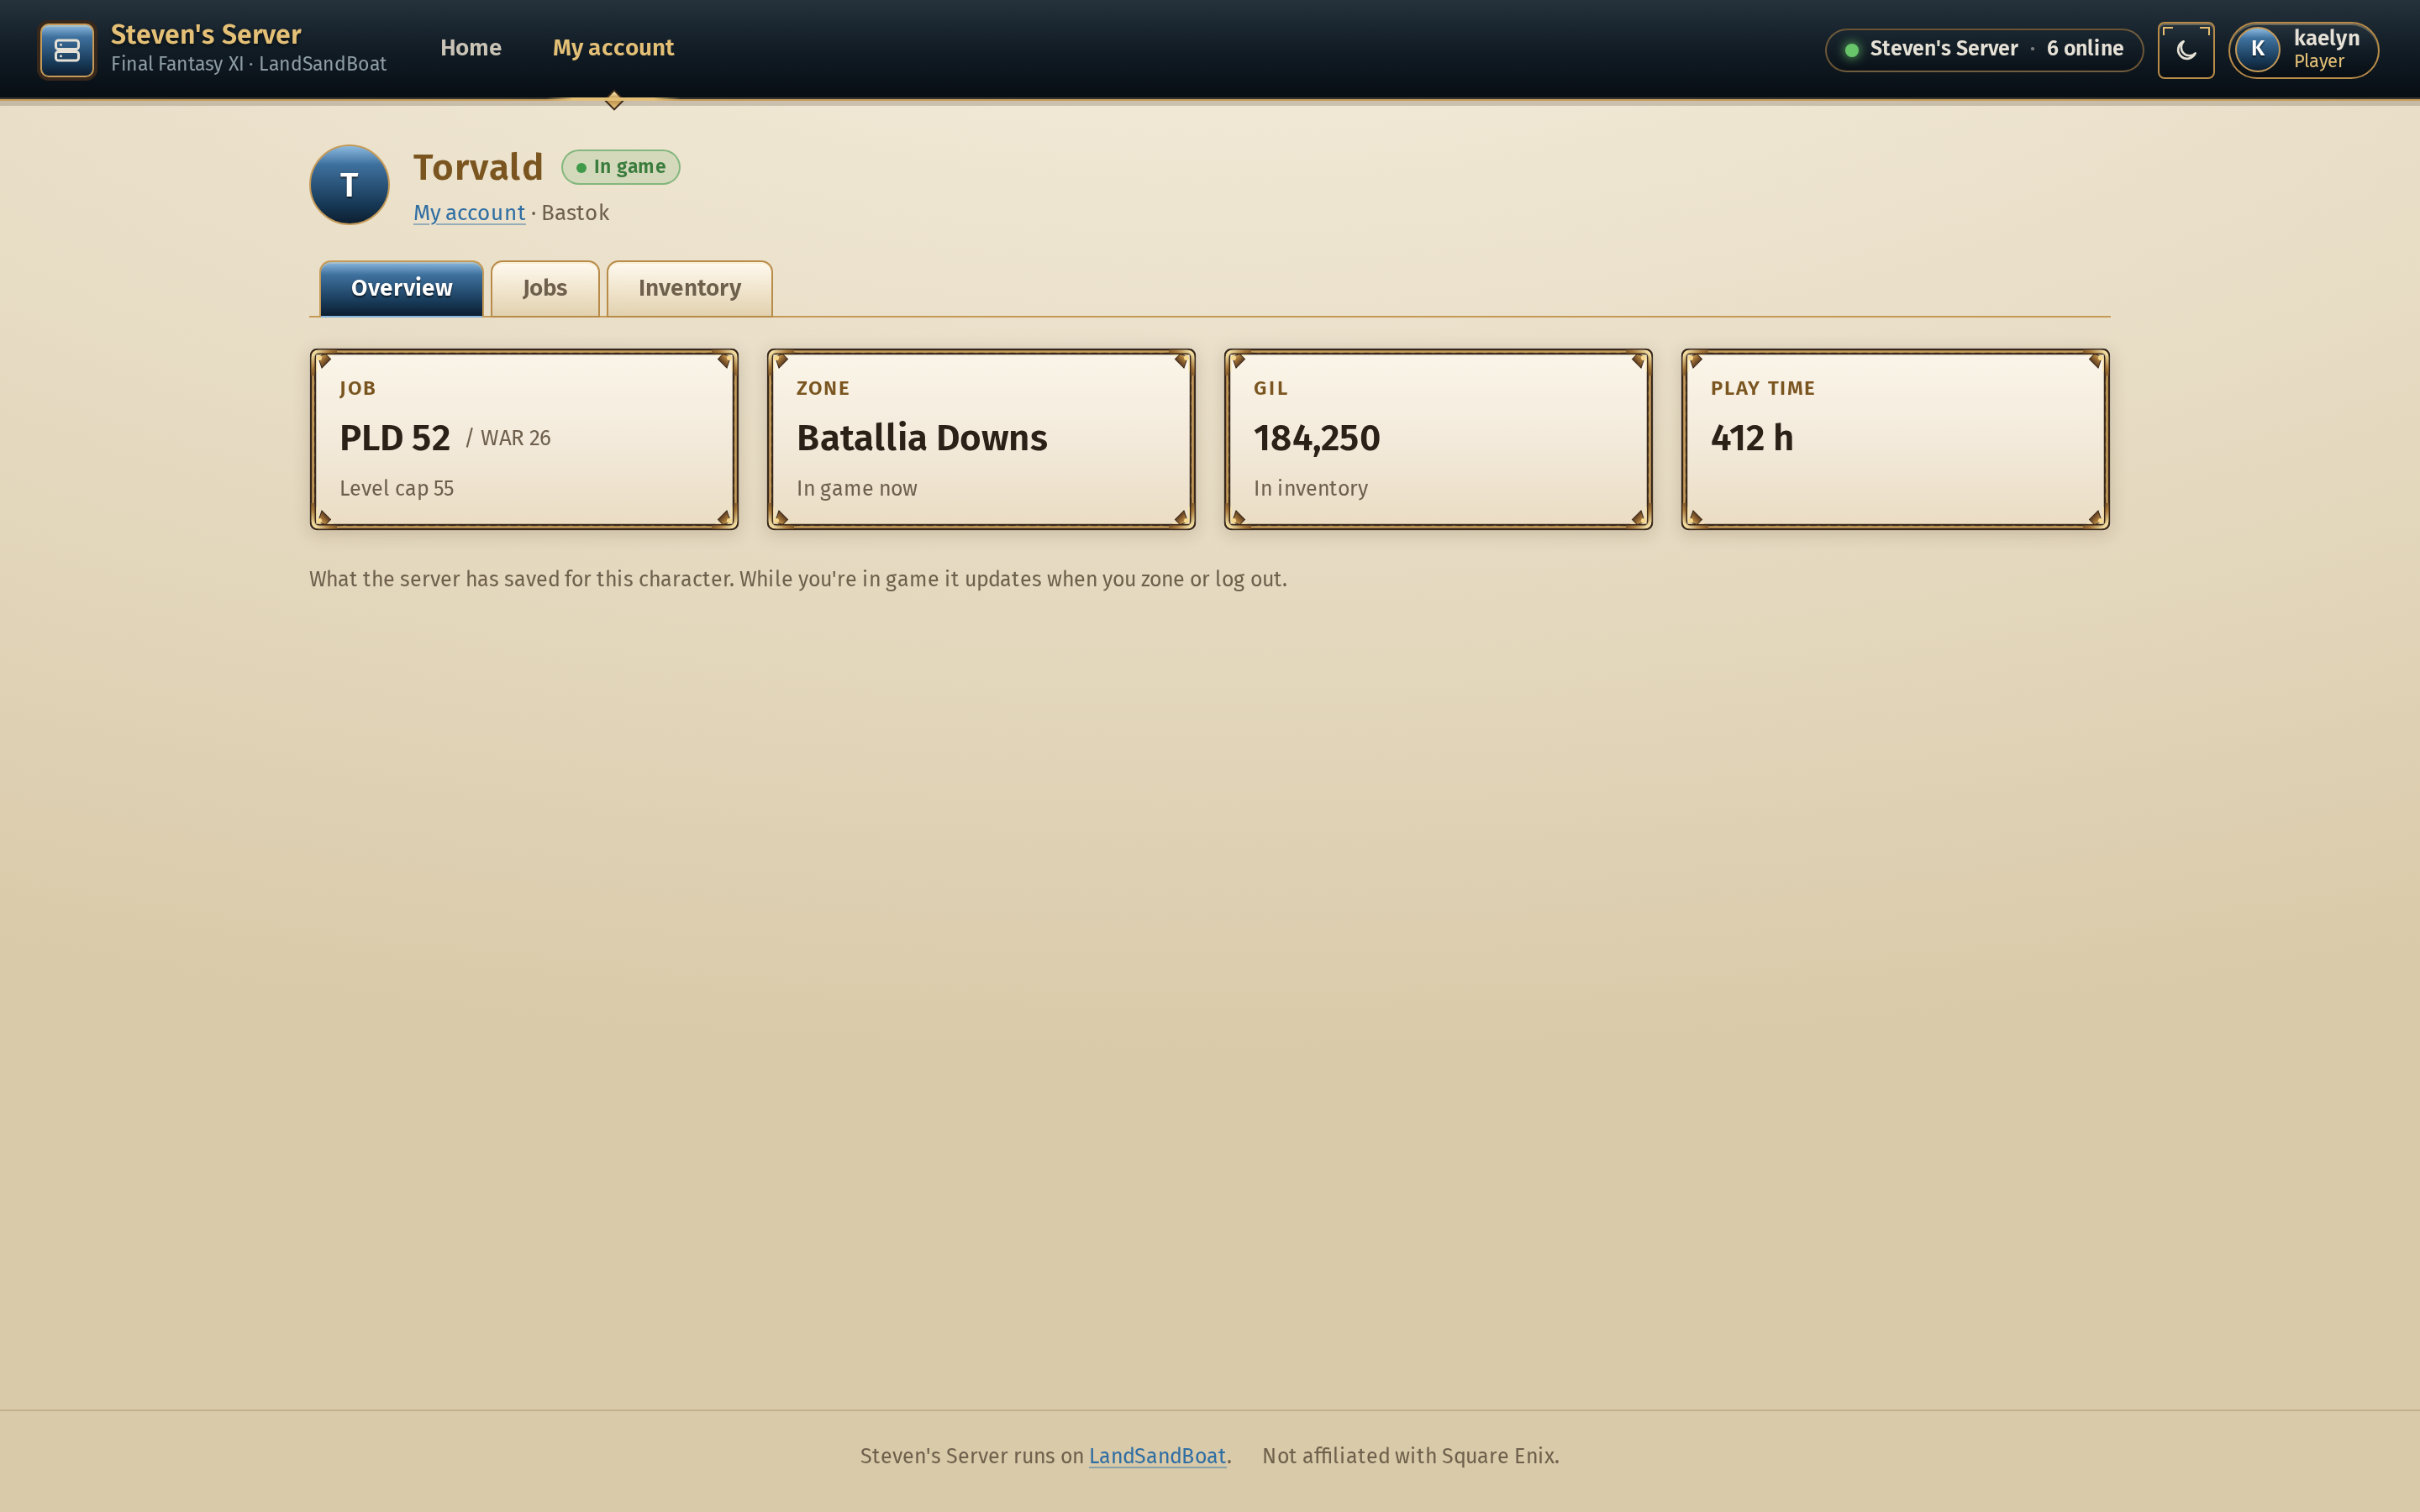 Steven's Server
Final Fantasy XI · LandSandBoat
Home
My account
Steven's Server · 6 online
K
kaelyn
Player
T
Torvald
In game
My account · Bastok
Overview
Jobs
Inventory
JOB
PLD 52 / WAR 26
Level cap 55
ZONE
Batallia Downs
In game now
GIL
184,250
In inventory
PLAY TIME
412 h
What the server has saved for this character. While you're in game it updates when you zone or log out.
Steven's Server runs on LandSandBoat. Not affiliated with Square Enix.